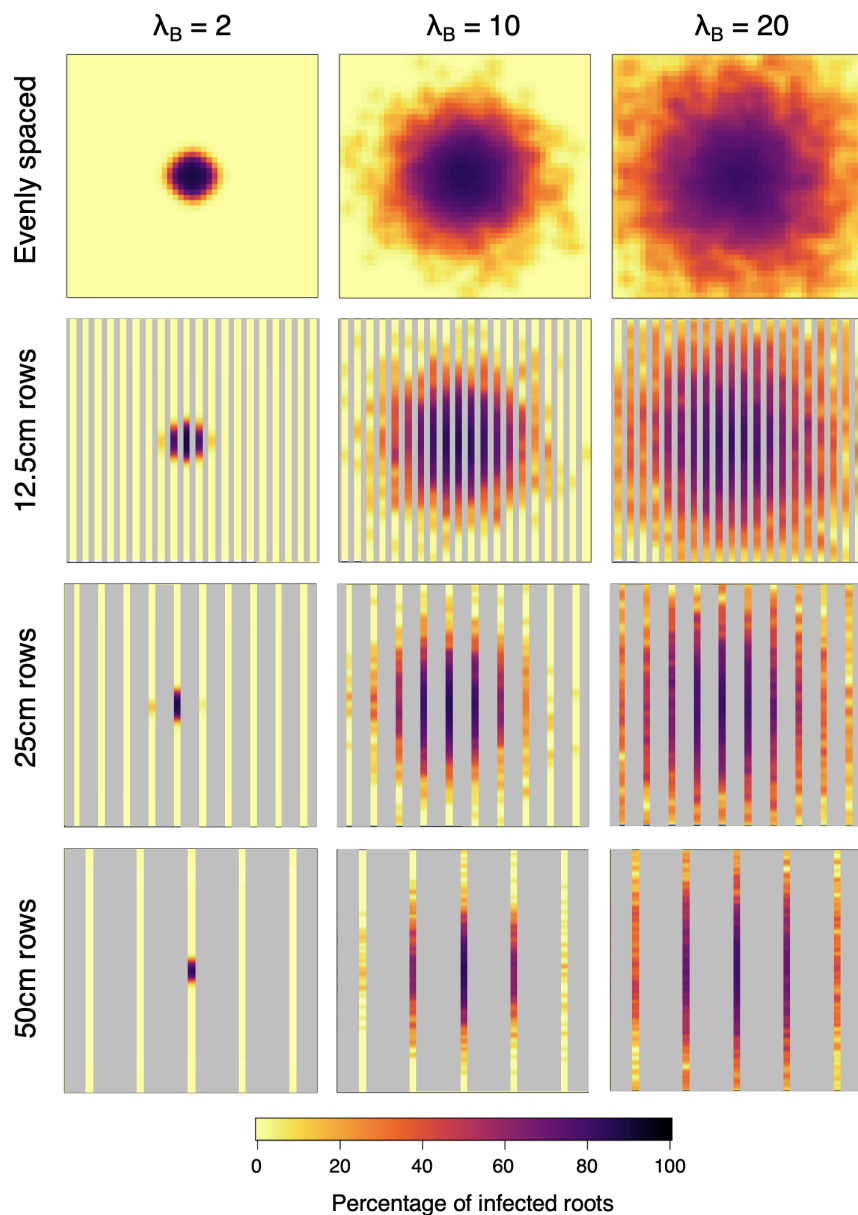 λB = 2 λB = 10 λB = 20
Evenly spaced
12.5cm rows
25cm rows
50cm rows
0 20 40 60 80 100
Percentage of infected roots